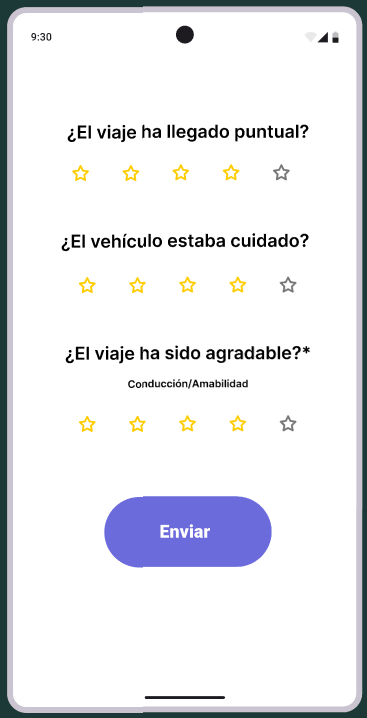 9:30
¿El viaje ha llegado puntual?
¿El vehículo estaba cuidado?
¿El viaje ha sido agradable?*
Conducción/Amabilidad
Enviar